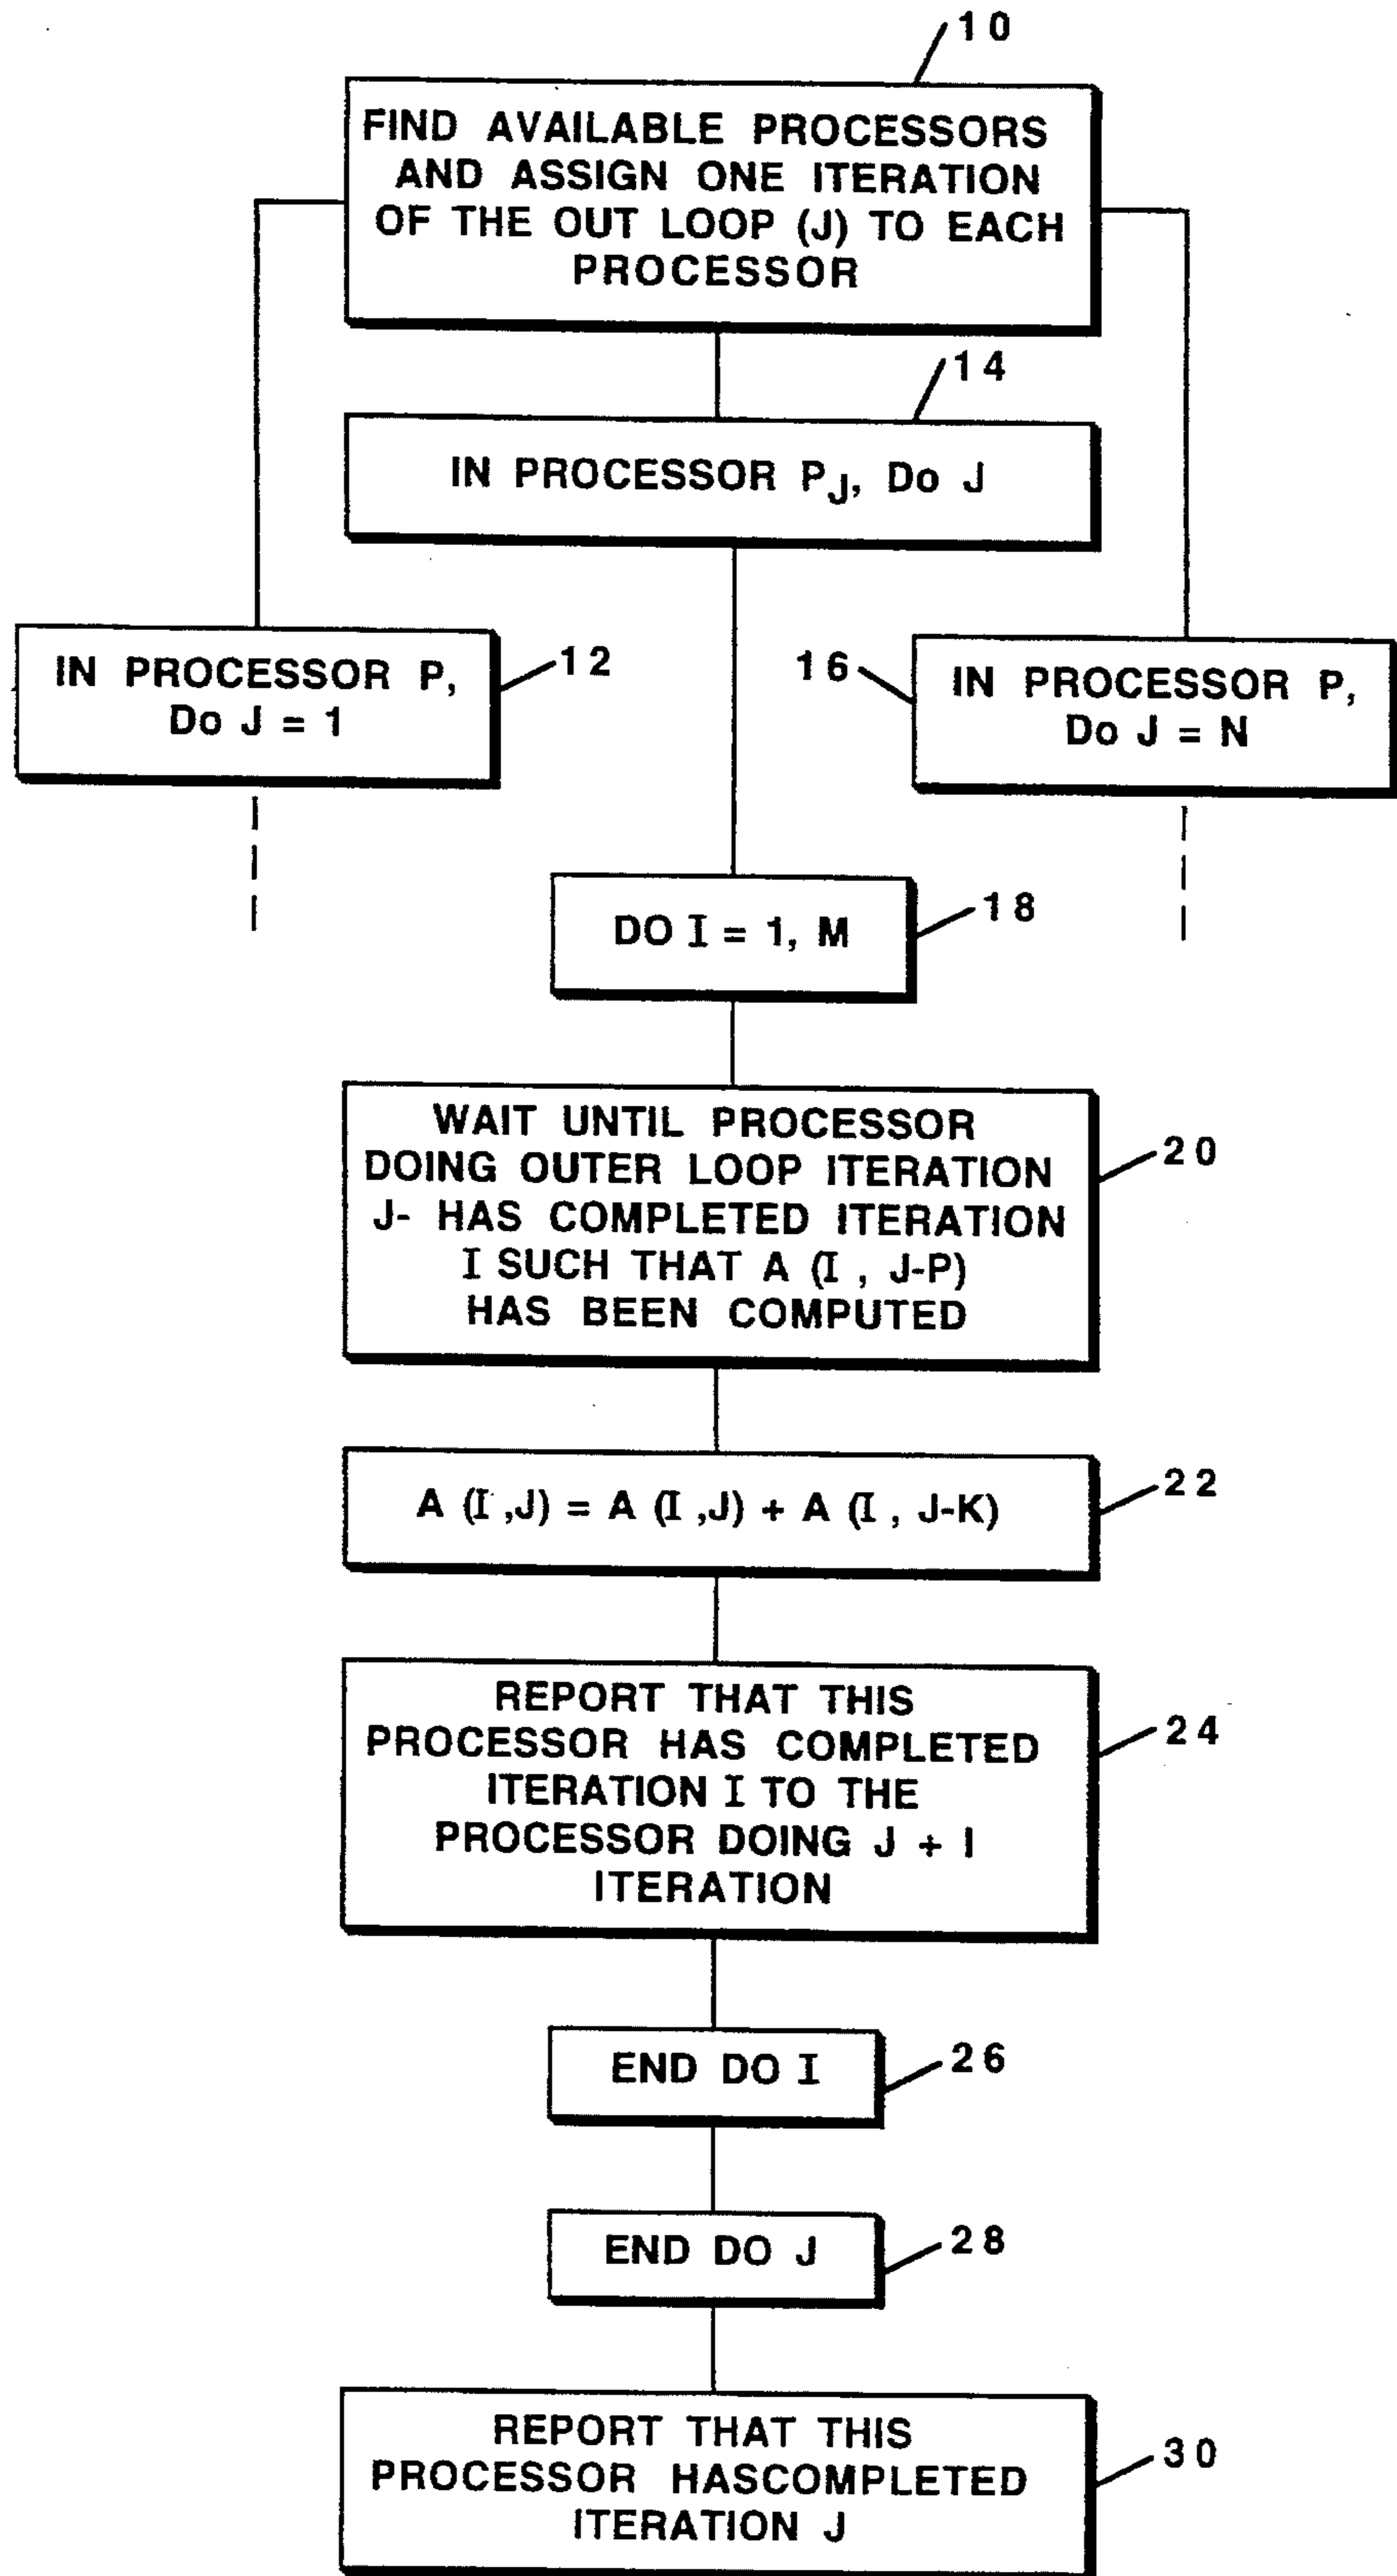 10
FIND AVAILABLE PROCESSORS
AND ASSIGN ONE ITERATION
OF THE OUT LOOP (J) TO EACH
PROCESSOR
14
IN PROCESSOR PJ, Do J
IN PROCESSOR P,
Do J = 1
12
16
IN PROCESSOR P,
Do J = N
DO I = 1, M
18
WAIT UNTIL PROCESSOR
DOING OUTER LOOP ITERATION
J- HAS COMPLETED ITERATION
I SUCH THAT A (I , J-P)
HAS BEEN COMPUTED
20
A (I ,J) = A (I ,J) + A (I , J-K)
22
REPORT THAT THIS
PROCESSOR HAS COMPLETED
ITERATION I TO THE
PROCESSOR DOING J + I
ITERATION
24
END DO I
26
END DO J
28
REPORT THAT THIS
PROCESSOR HASCOMPLETED
ITERATION J
30